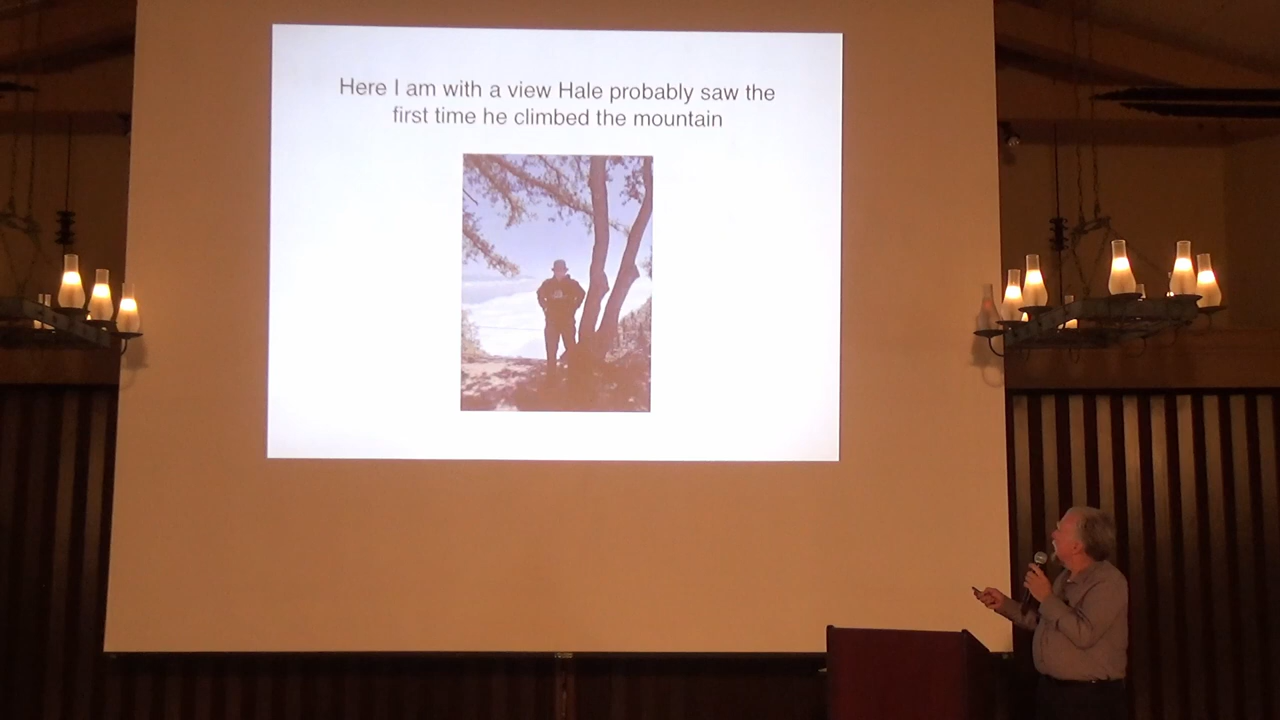 Here I am with a view Hale probably saw the
first time he climbed the mountain